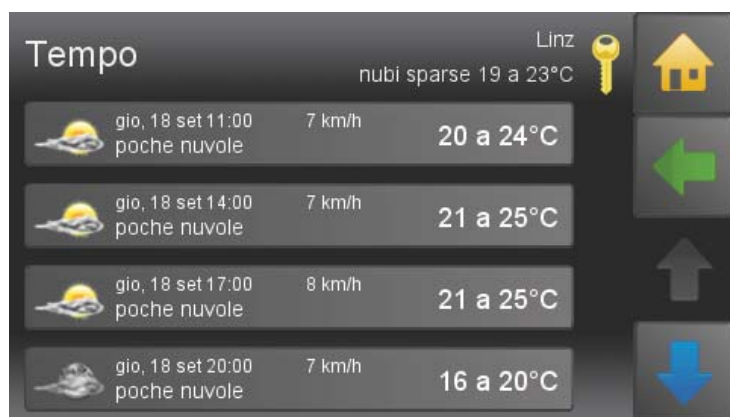 Tempo
Linz
nubi sparse 19 a 23°C
gio, 18 set 11:00 7 km/h
poche nuvole
20 a 24°C
gio, 18 set 14:00 7 km/h
poche nuvole
21 a 25°C
gio, 18 set 17:00 8 km/h
poche nuvole
21 a 25°C
gio, 18 set 20:00 7 km/h
poche nuvole
16 a 20°C